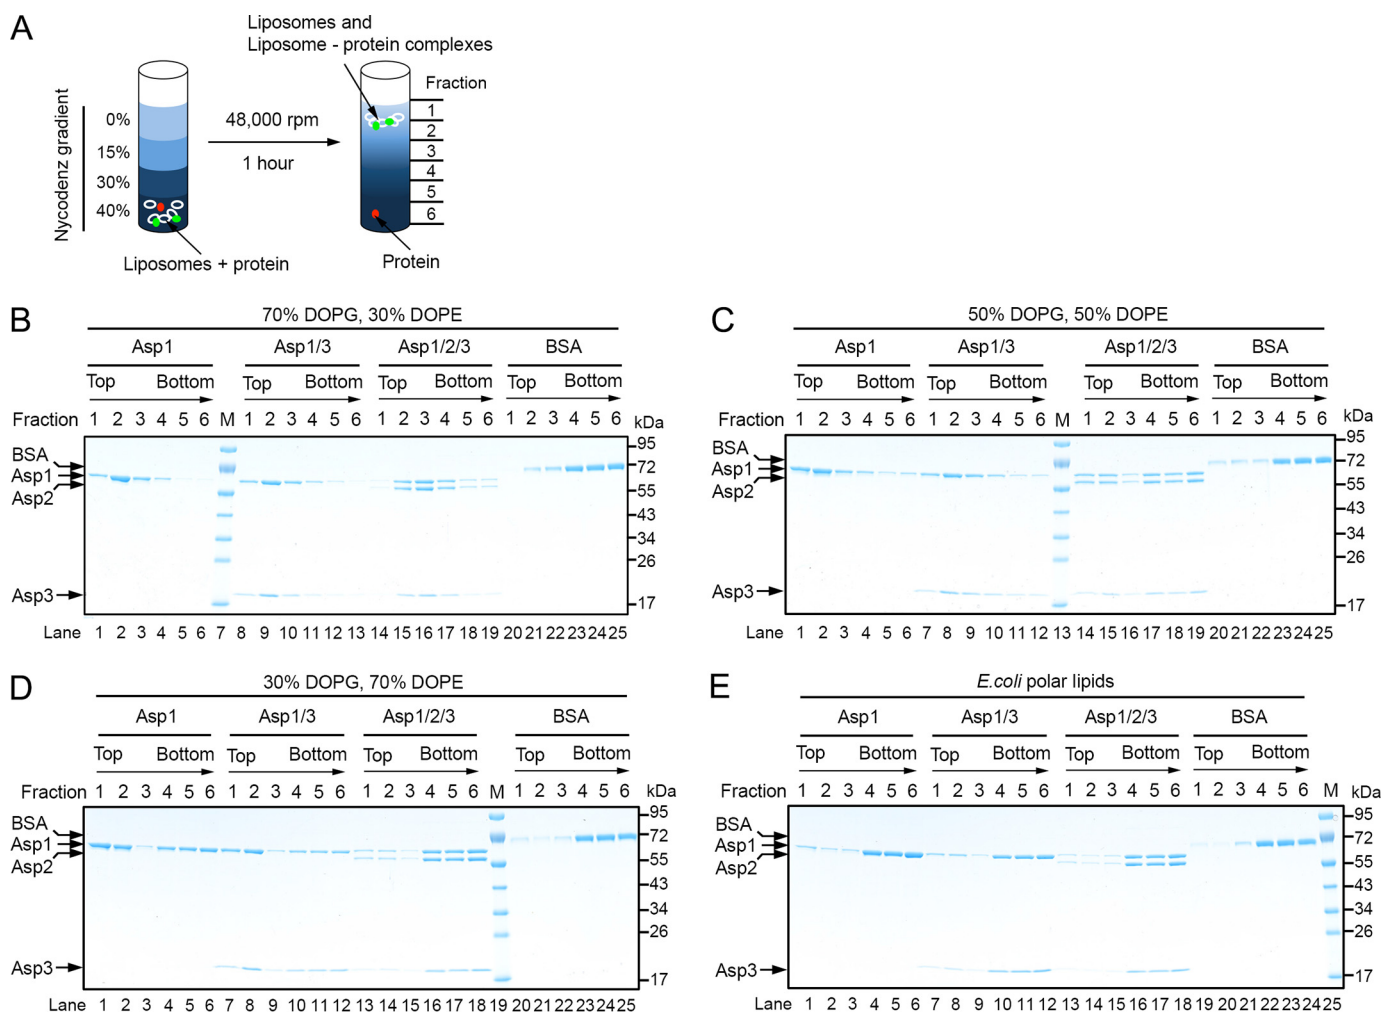 A
Liposomes and
Liposome - protein complexes
Fraction
Nycodenz gradient
0%
15%
30%
40%
48,000 rpm
1 hour
1
2
3
4
5
6
Liposomes + protein
Protein
B
70% DOPG, 30% DOPE
Asp1 Asp1/3 Asp1/2/3 BSA
Top Bottom Top Bottom Top Bottom Top Bottom
Fraction 1 2 3 4 5 6 M 1 2 3 4 5 6 1 2 3 4 5 6 1 2 3 4 5 6 kDa
BSA
Asp1
Asp2
Asp3
95
72
55
43
34
26
17
Lane 1 2 3 4 5 6 7 8 9 10 11 12 13 14 15 16 17 18 19 20 21 22 23 24 25
C
50% DOPG, 50% DOPE
Asp1 Asp1/3 Asp1/2/3 BSA
Top Bottom Top Bottom Top Bottom Top Bottom
Fraction 1 2 3 4 5 6 1 2 3 4 5 6 M 1 2 3 4 5 6 1 2 3 4 5 6 kDa
BSA
Asp1
Asp2
Asp3
95
72
55
43
34
26
17
Lane 1 2 3 4 5 6 7 8 9 10 11 12 13 14 15 16 17 18 19 20 21 22 23 24 25
D
30% DOPG, 70% DOPE
Asp1 Asp1/3 Asp1/2/3 BSA
Top Bottom Top Bottom Top Bottom Top Bottom
Fraction 1 2 3 4 5 6 1 2 3 4 5 6 1 2 3 4 5 6 M 1 2 3 4 5 6 kDa
BSA
Asp1
Asp2
Asp3
95
72
55
43
34
26
17
Lane 1 2 3 4 5 6 7 8 9 10 11 12 13 14 15 16 17 18 19 20 21 22 23 24 25
E
E.coli polar lipids
Asp1 Asp1/3 Asp1/2/3 BSA
Top Bottom Top Bottom Top Bottom Top Bottom
Fraction 1 2 3 4 5 6 1 2 3 4 5 6 1 2 3 4 5 6 1 2 3 4 5 6 M kDa
BSA
Asp1
Asp2
Asp3
95
72
55
43
34
26
17
Lane 1 2 3 4 5 6 7 8 9 10 11 12 13 14 15 16 17 18 19 20 21 22 23 24 25